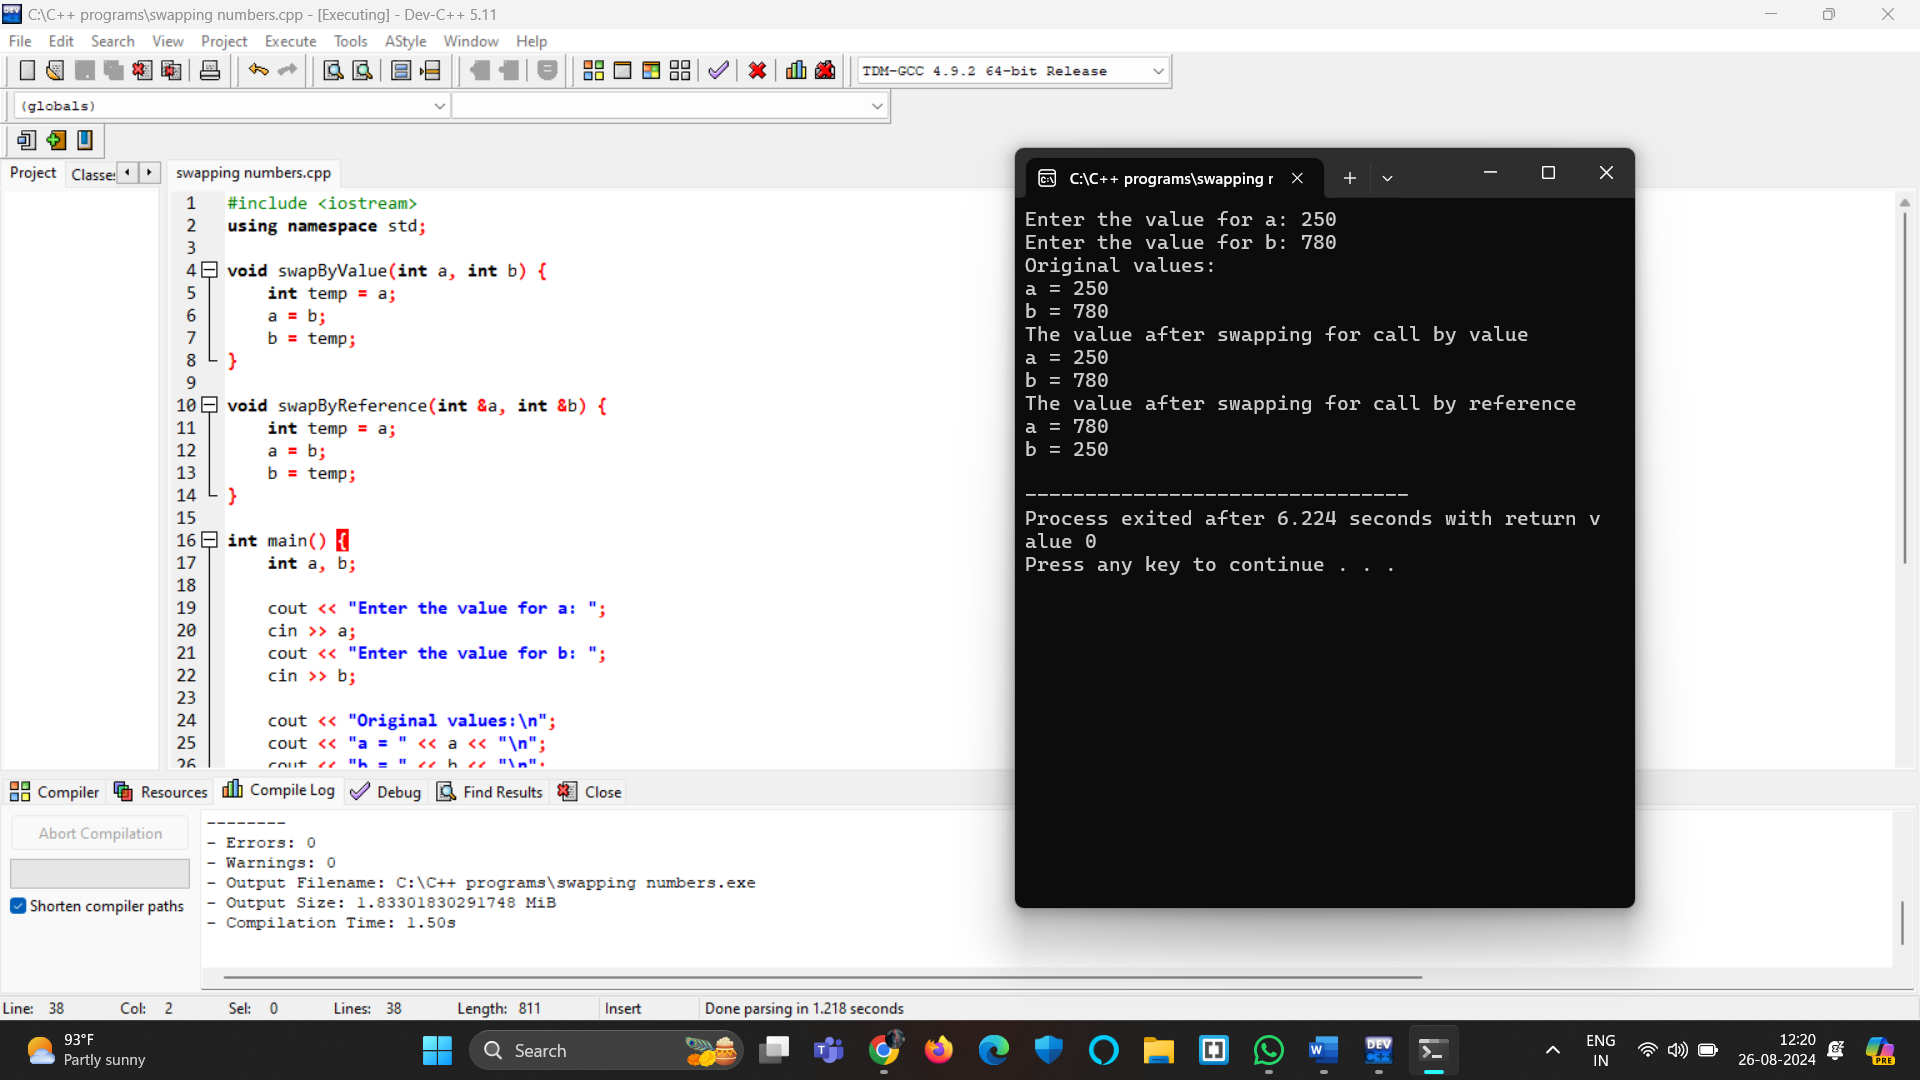 C:\C++ programs\swapping numbers.cpp - [Executing] - Dev-C++ 5.11
File Edit Search View Project Execute Tools AStyle Window Help
TDM-GCC 4.9.2 64-bit Release
(globals)
Project Classes
swapping numbers.cpp
1 #include <iostream>
2 using namespace std;
3
4 void swapByValue(int a, int b) {
5 int temp = a;
6 a = b;
7 b = temp;
8 }
9
10 void swapByReference(int &a, int &b) {
11 int temp = a;
12 a = b;
13 b = temp;
14 }
15
16 int main() {
17 int a, b;
18
19 cout << "Enter the value for a: ";
20 cin >> a;
21 cout << "Enter the value for b: ";
22 cin >> b;
23
24 cout << "Original values:\n";
25 cout << "a = " << a << "\n";
26 cout << "b = " << b << "\n";
C:\C++ programs\swapping r
Enter the value for a: 250
Enter the value for b: 780
Original values:
a = 250
b = 780
The value after swapping for call by value
a = 250
b = 780
The value after swapping for call by reference
a = 780
b = 250
--------------------------------
Process exited after 6.224 seconds with return v
alue 0
Press any key to continue . . .
Compiler Resources Compile Log Debug Find Results Close
Abort Compilation
Shorten compiler paths
--------
- Errors: 0
- Warnings: 0
- Output Filename: C:\C++ programs\swapping numbers.exe
- Output Size: 1.83301830291748 MiB
- Compilation Time: 1.50s
Line: 38 Col: 2 Sel: 0 Lines: 38 Length: 811 Insert Done parsing in 1.218 seconds
93°F
Partly sunny
Search
ENG
IN
12:20
26-08-2024